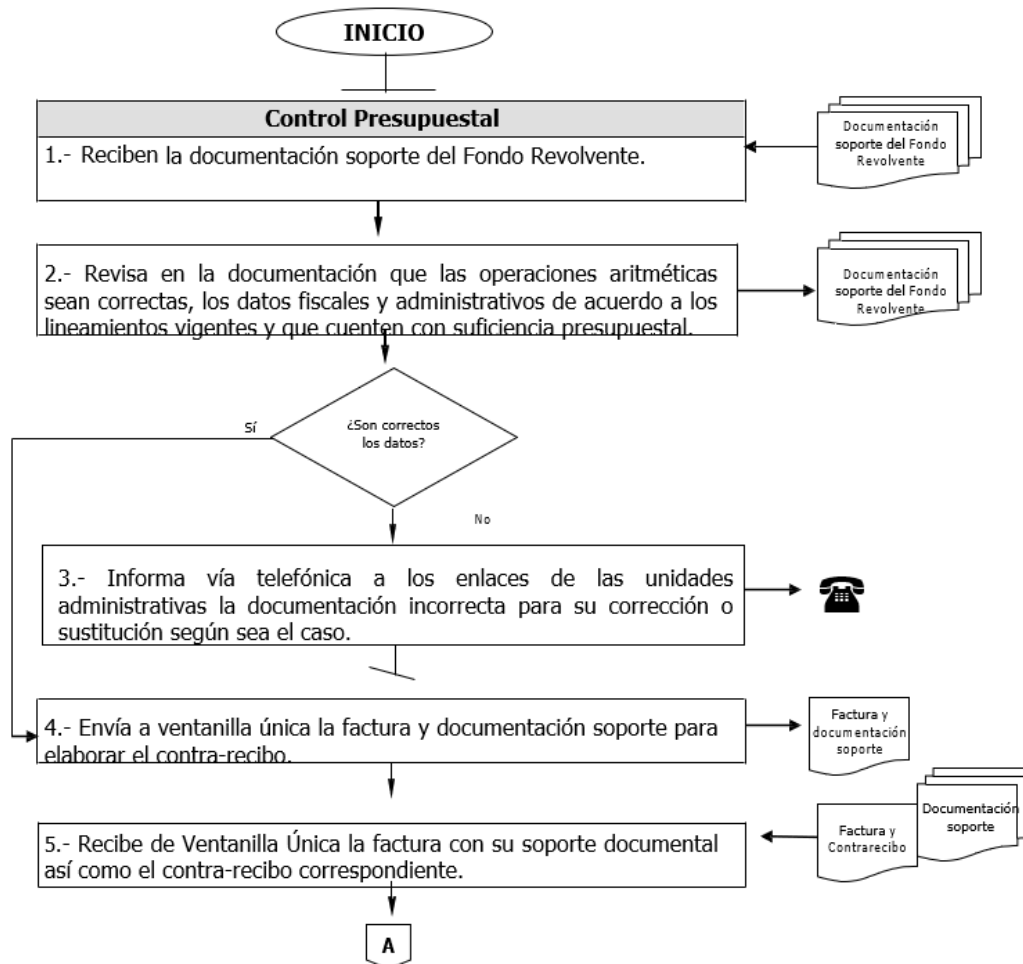 INICIO
Control Presupuestal
1.- Reciben la documentación soporte del Fondo Revolvente.
Documentación
soporte del Fondo
Revolvente
2.- Revisa en la documentación que las operaciones aritméticas
sean correctas, los datos fiscales y administrativos de acuerdo a los
lineamientos vigentes y que cuenten con suficiencia presupuestal.
Documentación
soporte del Fondo
Revolvente
¿Son correctos
los datos?
Sí
No
3.- Informa vía telefónica a los enlaces de las unidades
administrativas la documentación incorrecta para su corrección o
sustitución según sea el caso.
4.- Envía a ventanilla única la factura y documentación soporte para
elaborar el contra-recibo.
Factura y
documentación
soporte
5.- Recibe de Ventanilla Única la factura con su soporte documental
así como el contra-recibo correspondiente.
Factura y
Contrarecibo
Documentación
soporte
A